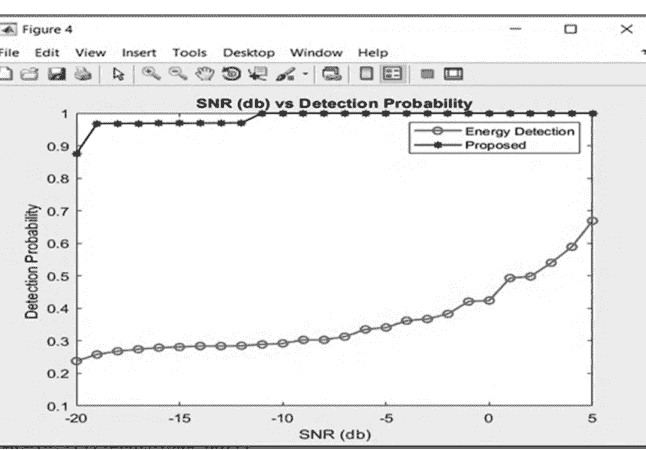 Figure 4
File Edit View Insert Tools Desktop Window Help
SNR (db) vs Detection Probability
Energy Detection
Proposed
Detection Probability
1
0.9
0.8
0.7
0.6
0.5
0.4
0.3
0.2
0.1
-20 -15 -10 -5 0 5
SNR (db)